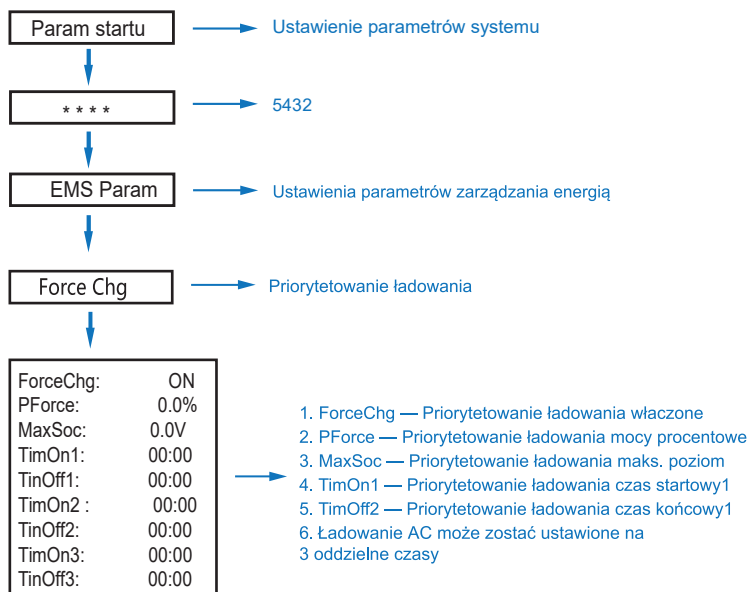 Param startu
Ustawienie parametrów systemu
* * * *
5432
EMS Param
Ustawienia parametrów zarządzania energią
Force Chg
Priorytetowanie ładowania
ForceChg: ON
PForce: 0.0%
MaxSoc: 0.0V
TimOn1: 00:00
TinOff1: 00:00
TimOn2 : 00:00
TinOff2: 00:00
TimOn3: 00:00
TinOff3: 00:00
1. ForceChg — Priorytetowanie ładowania właczone
2. PForce — Priorytetowanie ładowania mocy procentowe
3. MaxSoc — Priorytetowanie ładowania maks. poziom
4. TimOn1 — Priorytetowanie ładowania czas startowy1
5. TimOff2 — Priorytetowanie ładowania czas końcowy1
6. Ładowanie AC może zostać ustawione na
3 oddzielne czasy